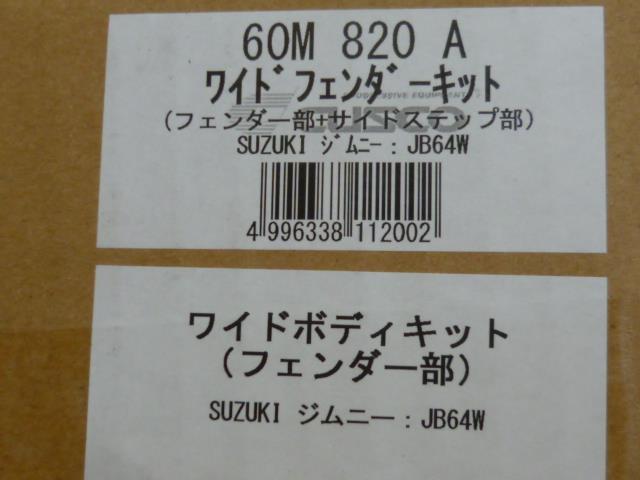 60M 820 A
ワイドフェンダーキット
AUTOMOTIVE EQUIPMENT
CUSCO
(フェンダー部+サイドステップ部)
SUZUKI ジムニー:JB64W
4 996338 112002
ワイドボディキット
(フェンダー部)
SUZUKI ジムニー:JB64W